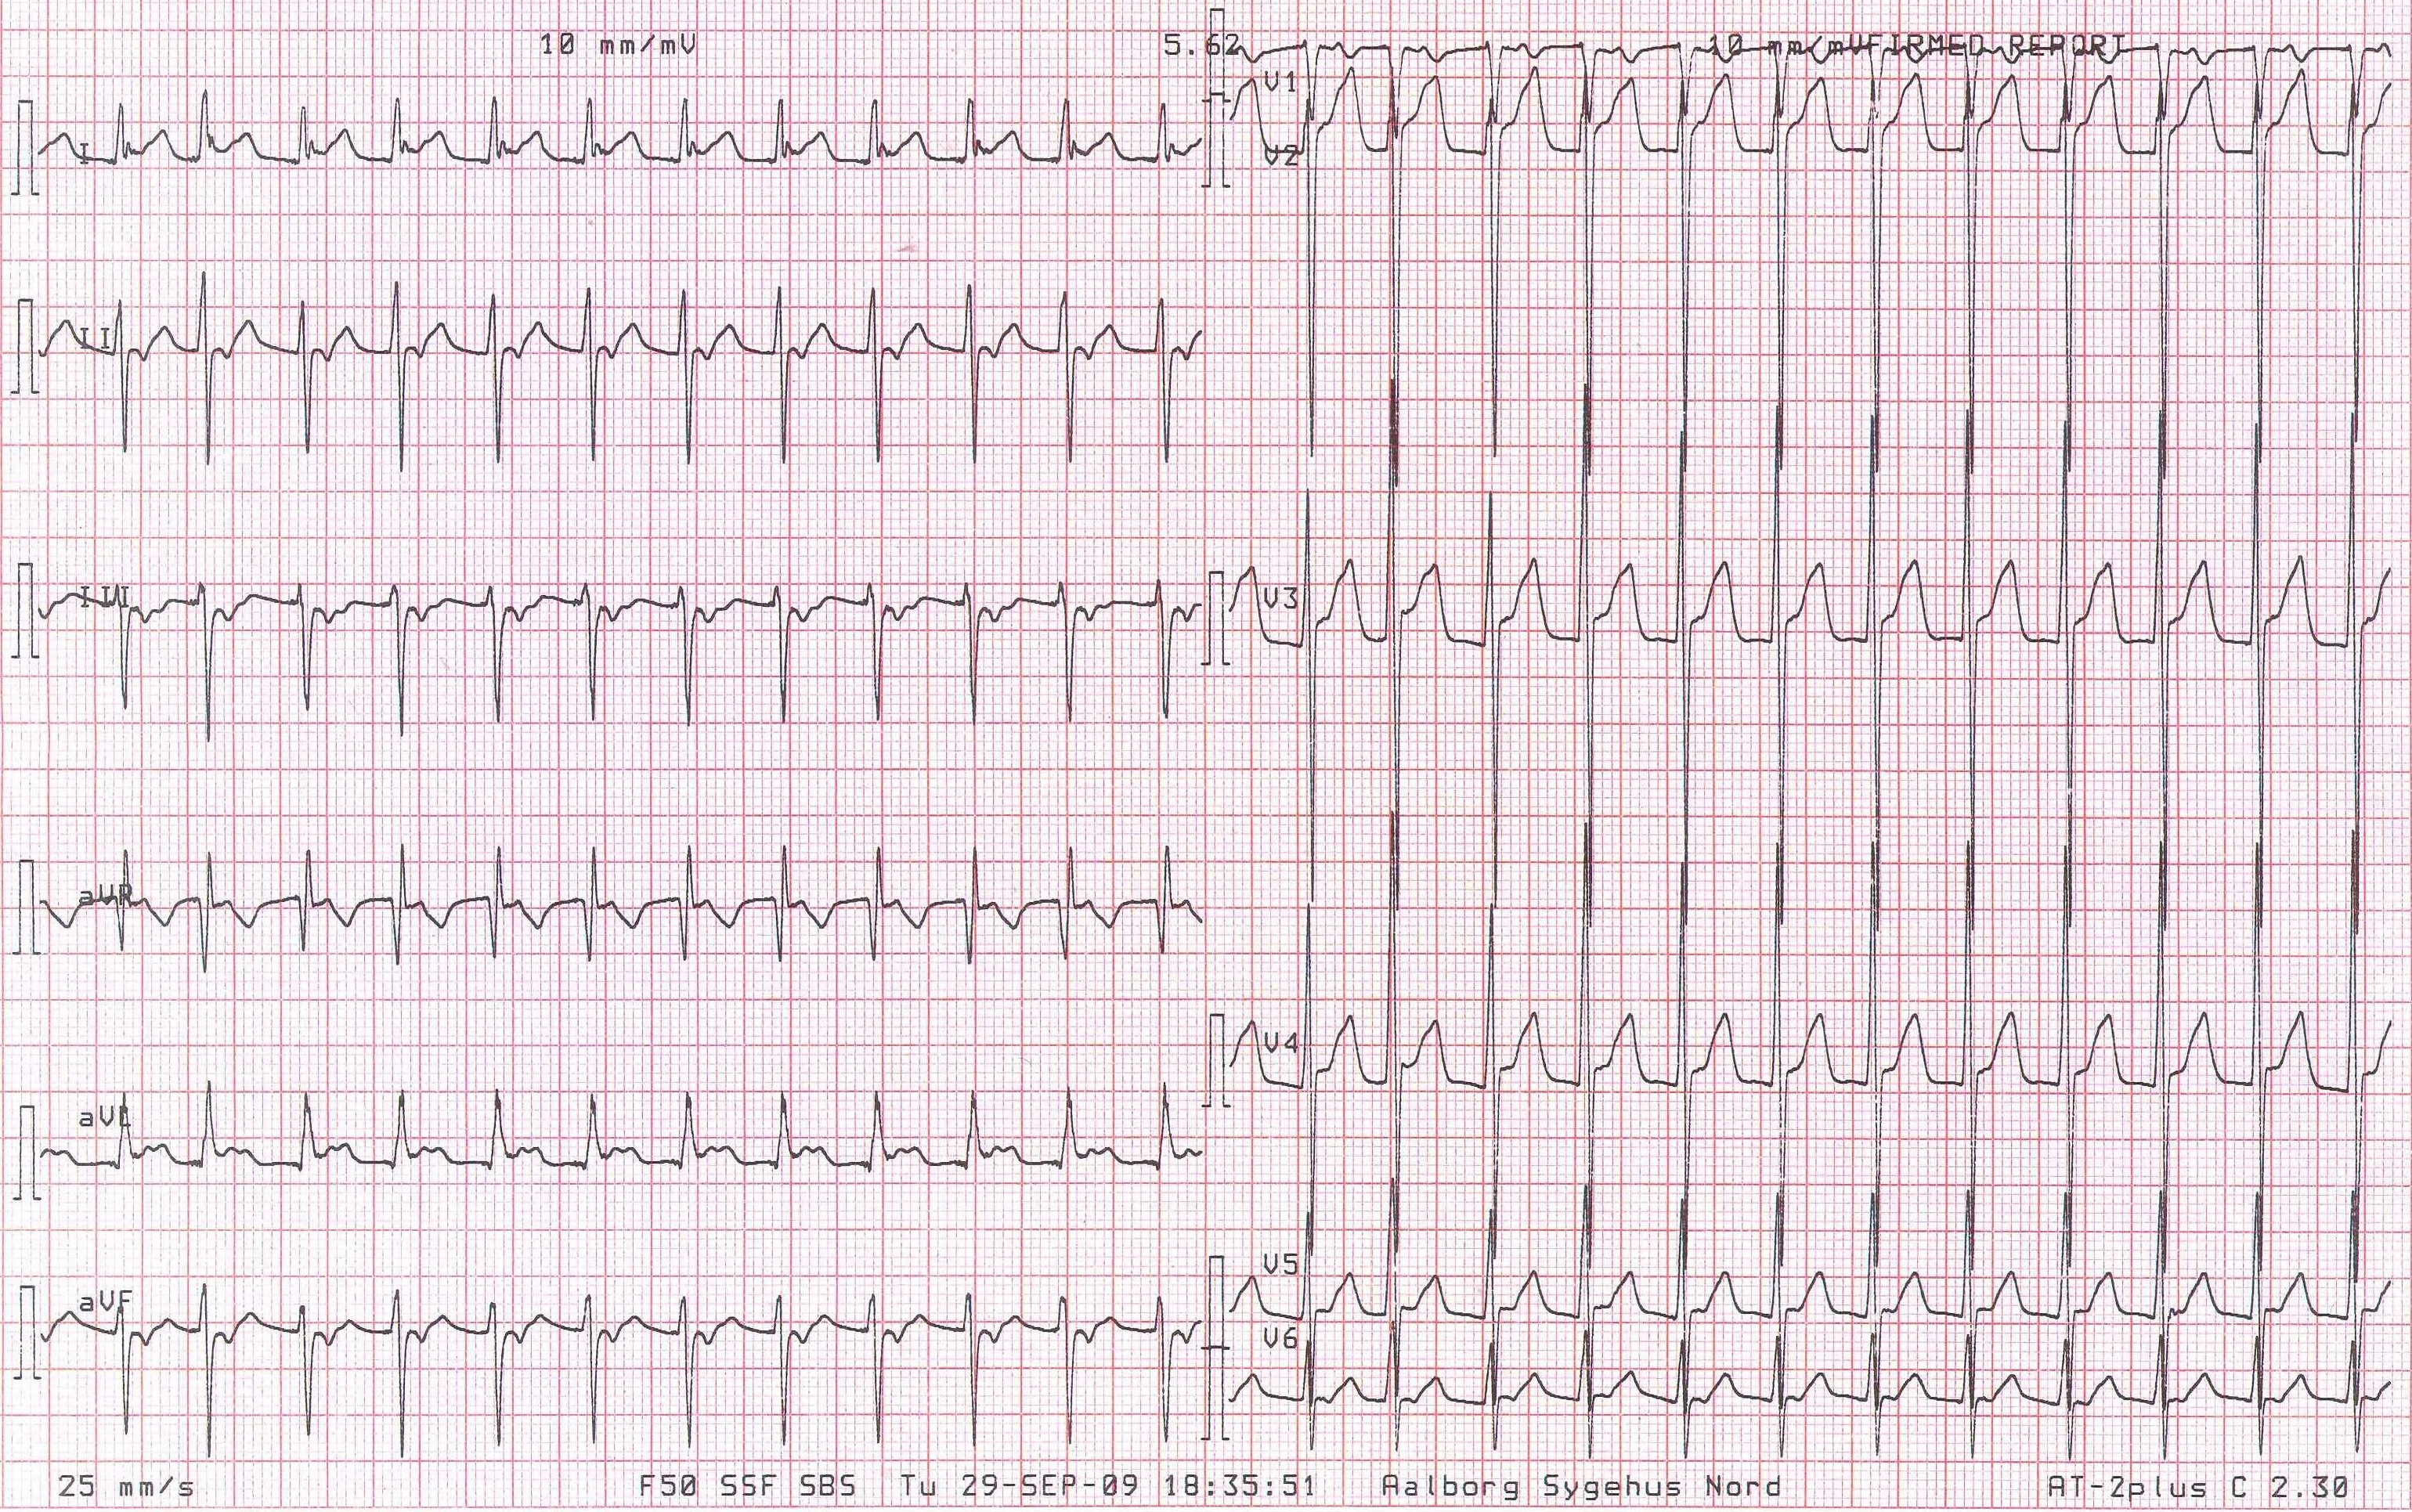 10 mm/mV 5.62 10 mm/mVFIRMED REPORT
V1
I
V2
II
III
V3
aVR
V4
aVL
V5
aVF
V6
25 mm/s F50 SSF SBS Tu 29-SEP-09 18:35:51 Aalborg Sygehus Nord AT-2plus C 2.30